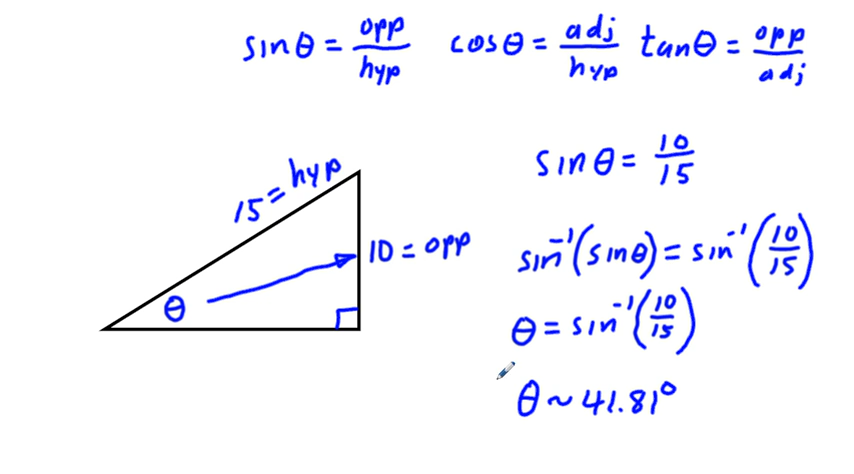 sinθ = opp/hyp cosθ = adj/hyp tanθ = opp/adj
sinθ = 10/15
15 = hyp
10 = opp
θ
sin⁻¹(sinθ) = sin⁻¹(10/15)
θ = sin⁻¹(10/15)
θ ~ 41.81°